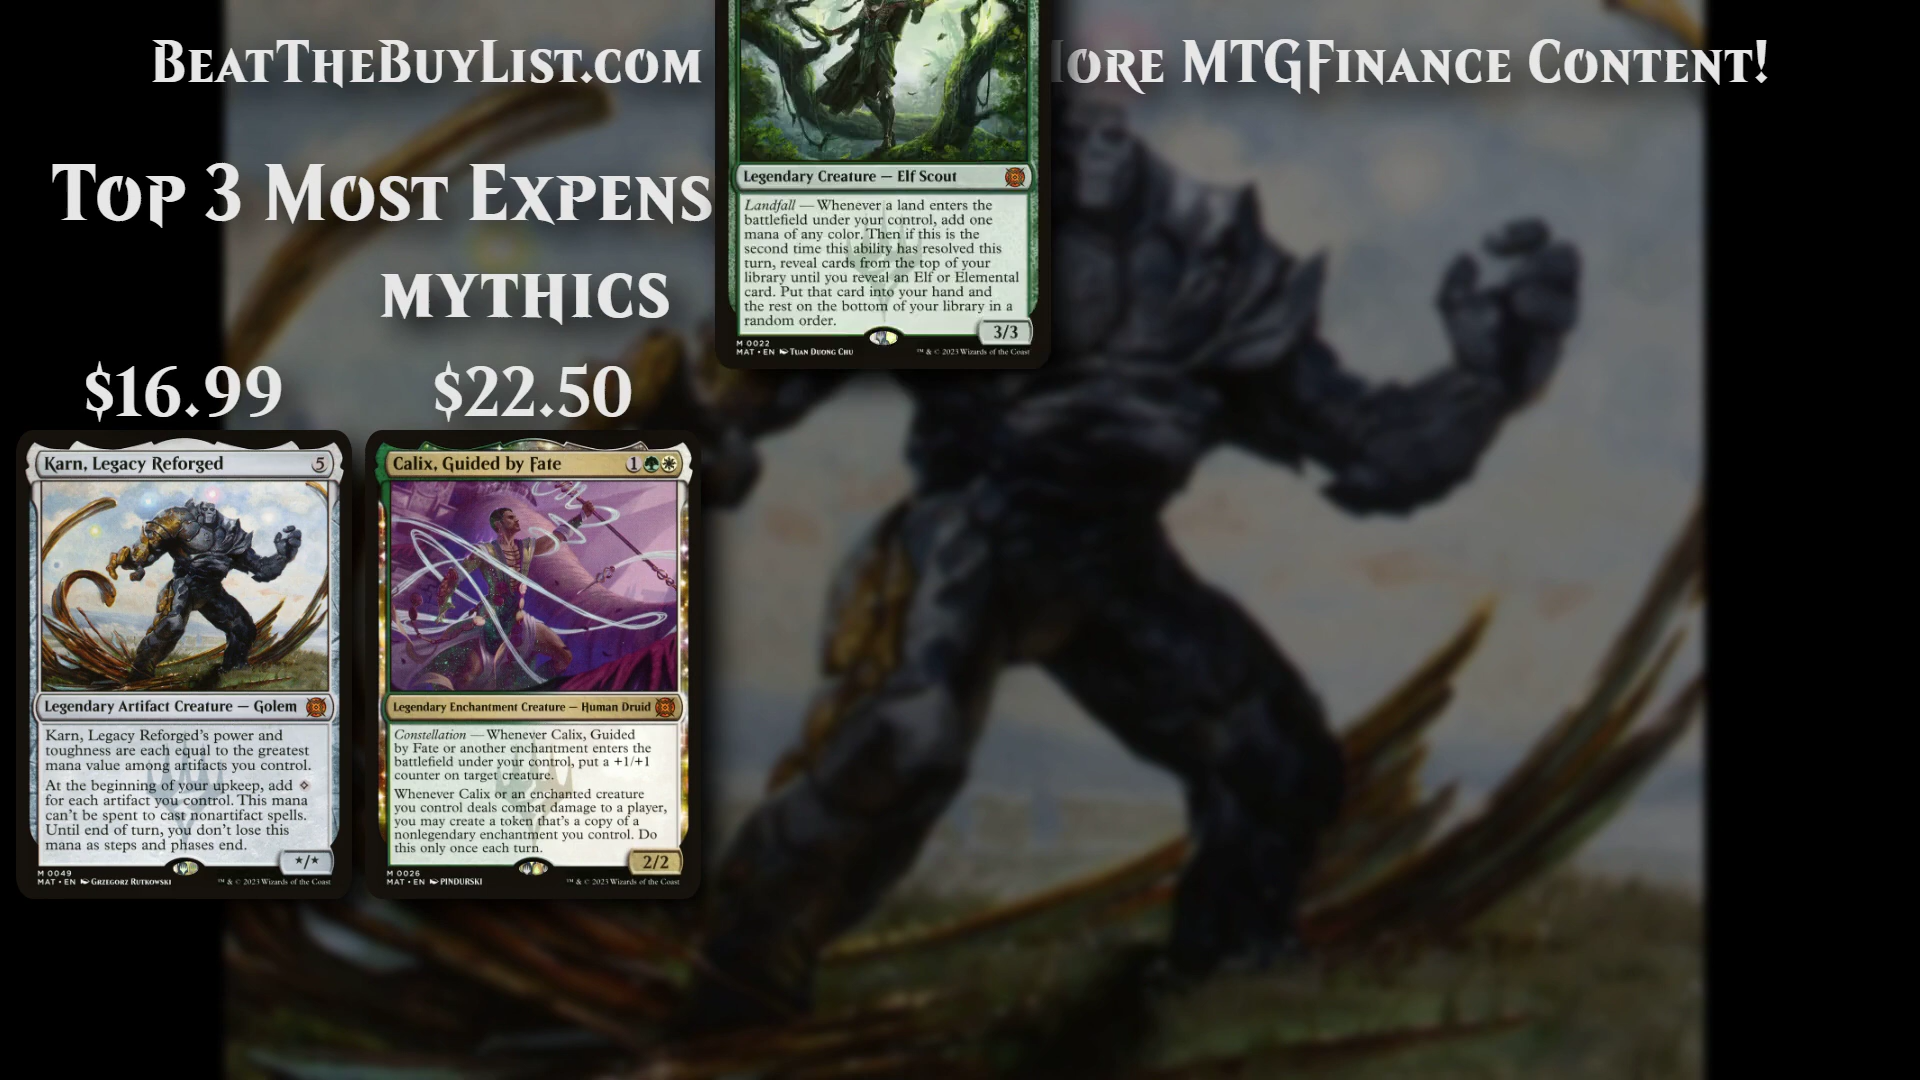 BeatTheBuyList.com
ore MTGFinance Content!
Top 3 Most Expens
mythics
$16.99
$22.50
Legendary Creature — Elf Scout
Landfall — Whenever a land enters the
battlefield under your control, add one
mana of any color. Then if this is the
second time this ability has resolved this
turn, reveal cards from the top of your
library until you reveal an Elf or Elemental
card. Put that card into your hand and
the rest on the bottom of your library in a
random order.
3/3
M 0022
MAT • EN Tuan Duong Chu
™ & © 2023 Wizards of the Coast
Karn, Legacy Reforged 5
Legendary Artifact Creature — Golem
Karn, Legacy Reforged's power and
toughness are each equal to the greatest
mana value among artifacts you control.
At the beginning of your upkeep, add
for each artifact you control. This mana
can't be spent to cast nonartifact spells.
Until end of turn, you don't lose this
mana as steps and phases end.
*/*
M 0049
MAT • EN Grzegorz Rutkowski
™ & © 2023 Wizards of the Coast
Calix, Guided by Fate 1
Legendary Enchantment Creature — Human Druid
Constellation — Whenever Calix, Guided
by Fate or another enchantment enters the
battlefield under your control, put a +1/+1
counter on target creature.
Whenever Calix or an enchanted creature
you control deals combat damage to a player,
you may create a token that's a copy of a
nonlegendary enchantment you control. Do
this only once each turn.
2/2
M 0026
MAT • EN PINDURSKI
™ & © 2023 Wizards of the Coast